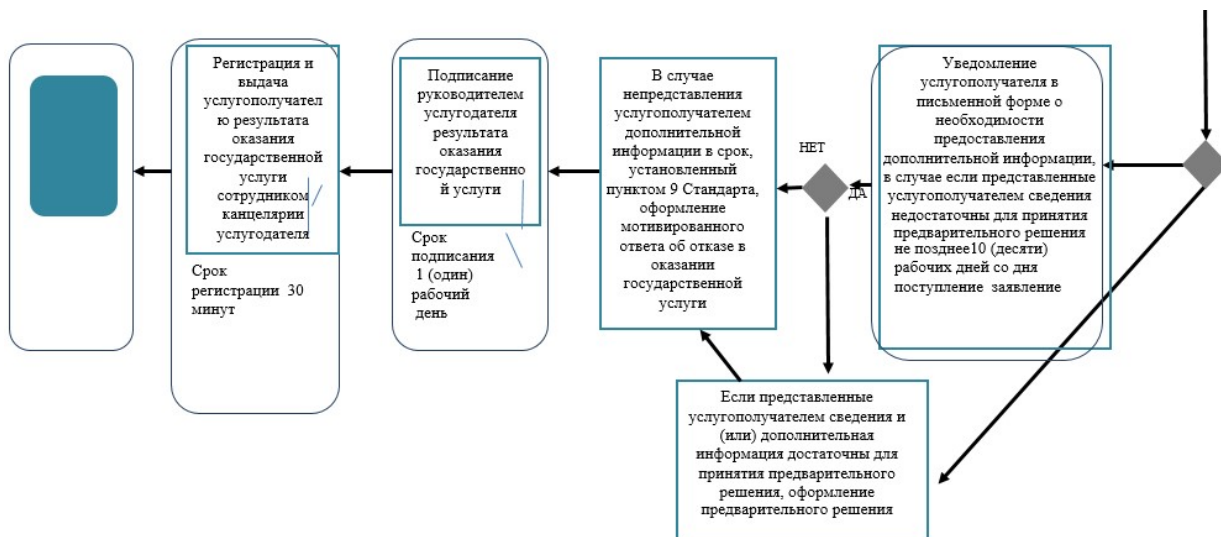 Регистрация и
выдача
услугополучател
ю результата
оказания
государственной
услуги
сотрудником
канцелярии
услугодателя
Срок
регистрации 30
минут
Подписание
руководителем
услугодателя
результата
оказания
государственно
й услуги
Срок
подписания
1 (один)
рабочий
день
В случае
непредставления
услугополучателем
дополнительной
информации в срок,
установленный
пунктом 9 Стандарта,
оформление
мотивированного
ответа об отказе в
оказании
государственной
услуги
НЕТ
ДА
Уведомление
услугополучателя в
письменной форме о
необходимости
предоставления
дополнительной информации,
в случае если представленные
услугополучателем сведения
недостаточны для принятия
предварительного решения
не позднее10 (десяти)
рабочих дней со дня
поступление заявление
Если представленные
услугополучателем сведения и
(или) дополнительная
информация достаточны для
принятия предварительного
решения, оформление
предварительного решения